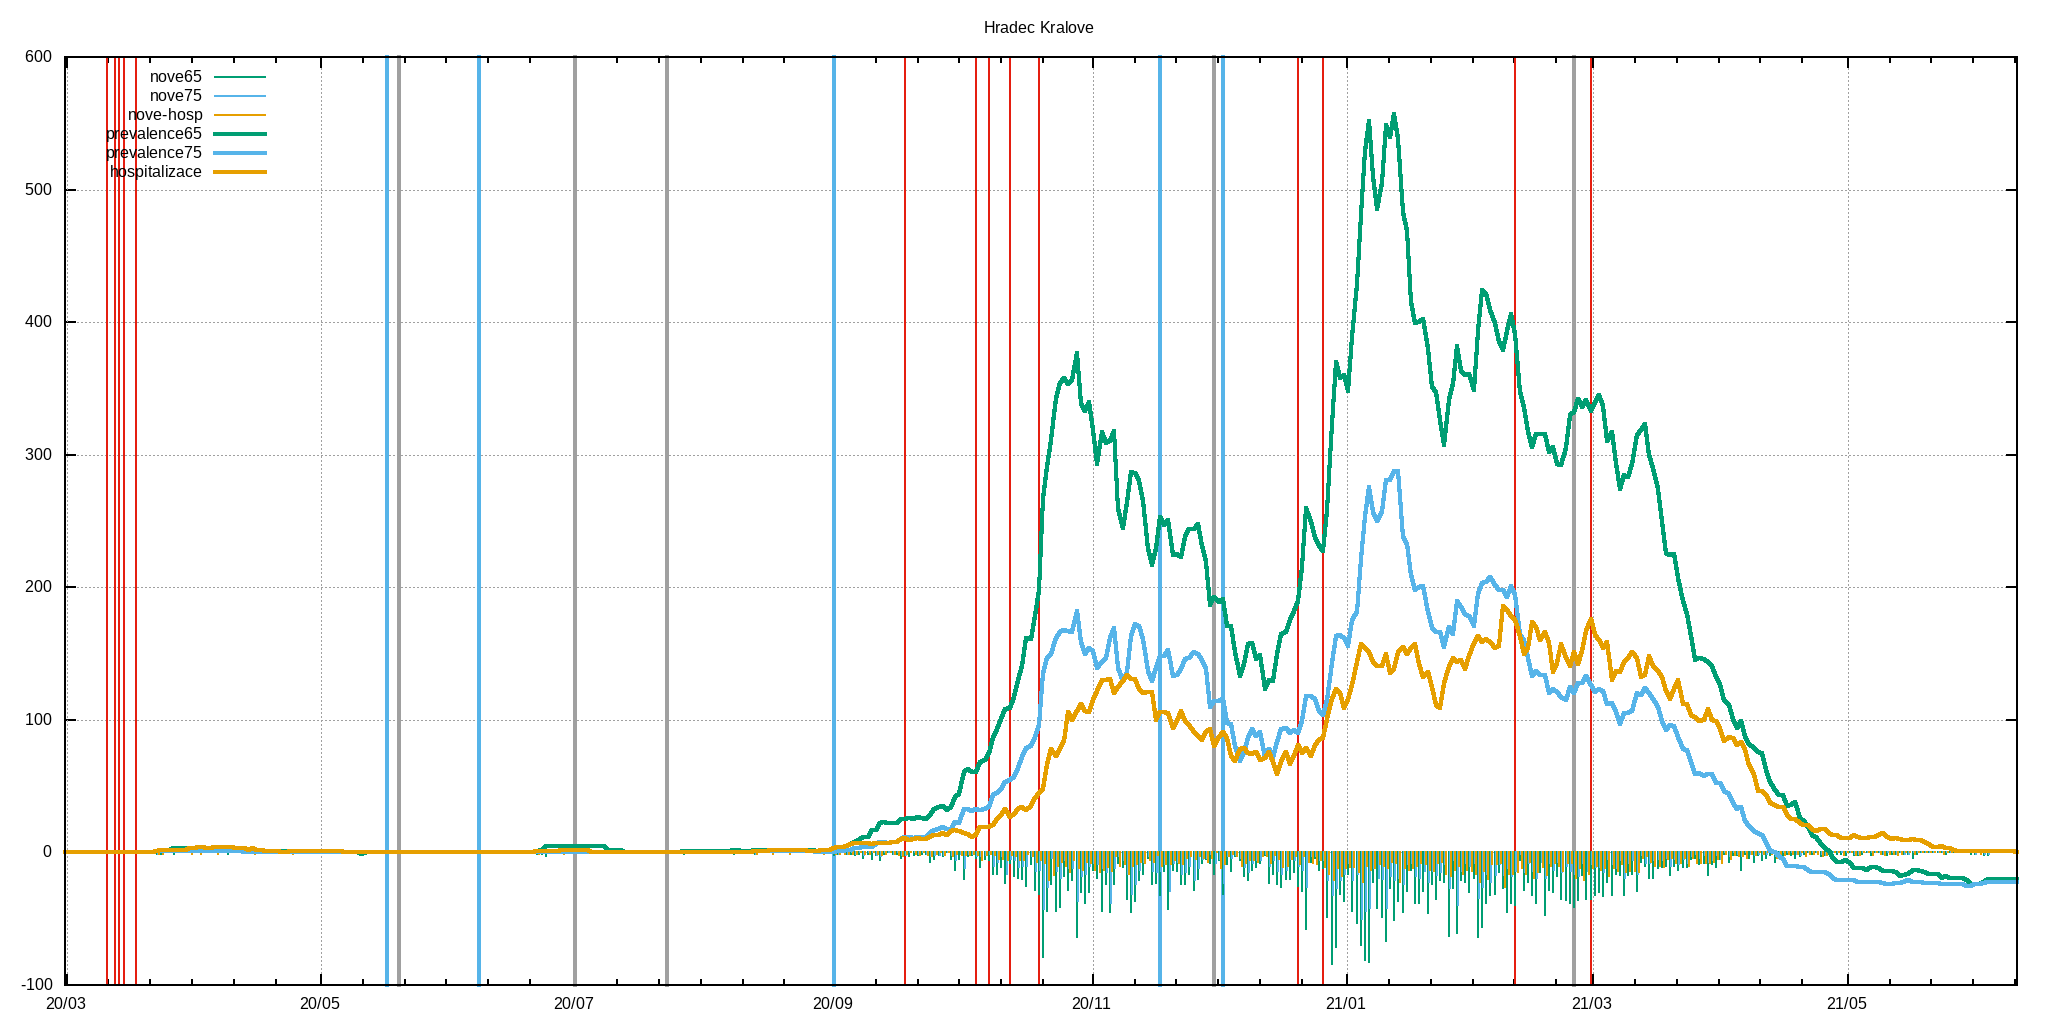 Hradec Kralove
600
500
400
300
200
100
0
-100
nove65
nove75
nove-hosp
prevalence65
prevalence75
hospitalizace
20/03 20/05 20/07 20/09 20/11 21/01 21/03 21/05